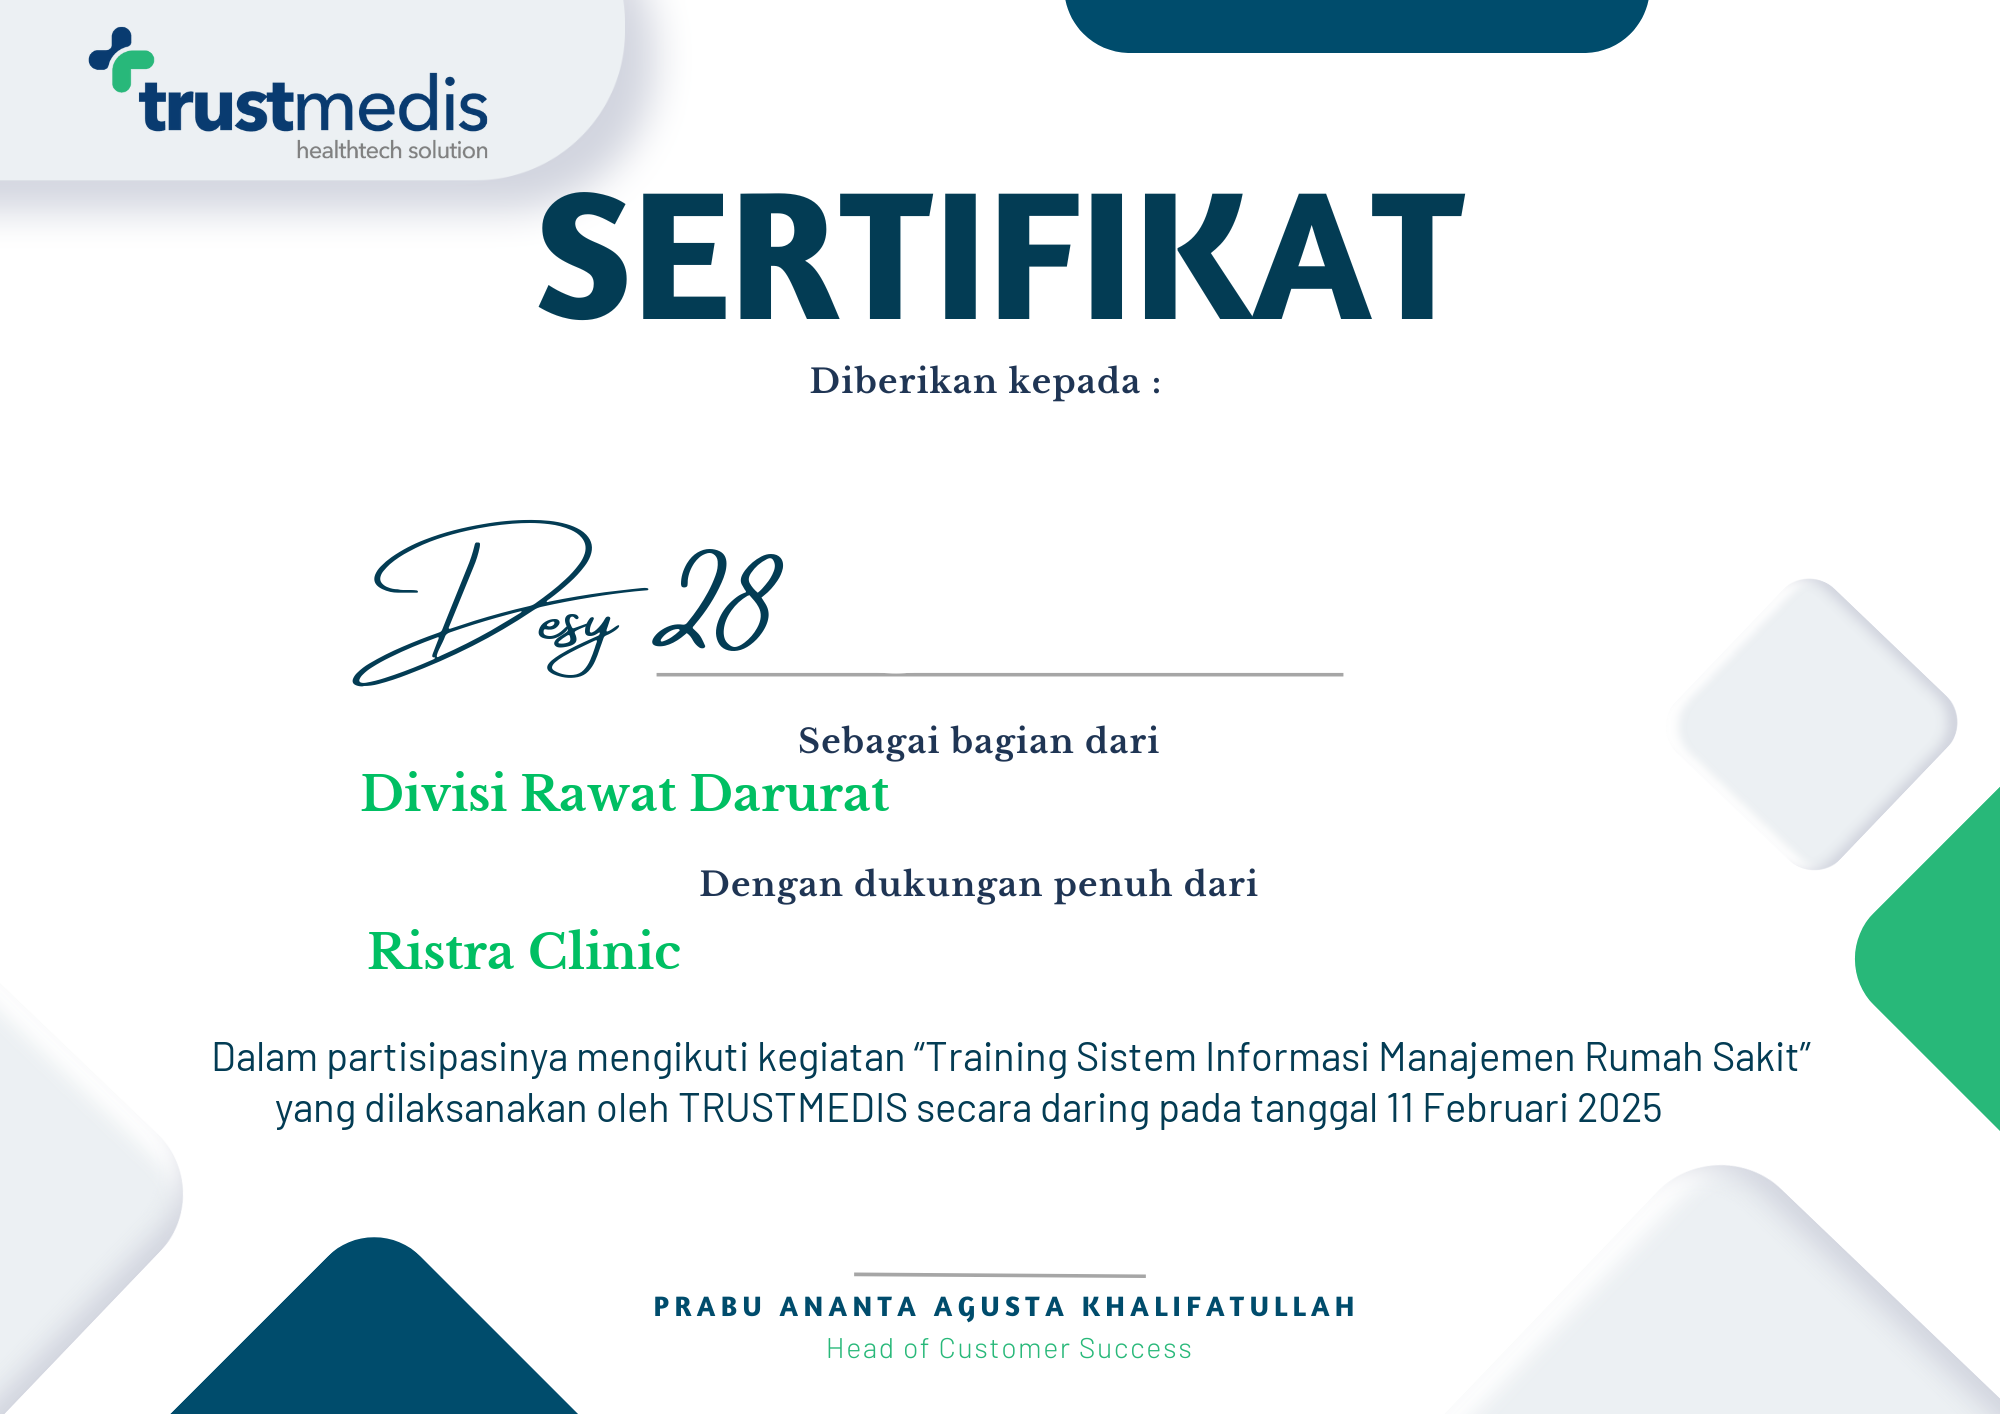 trustmedis
healthtech solution
SERTIFIKAT
Diberikan kepada :
Desy 28
Sebagai bagian dari
Divisi Rawat Darurat
Dengan dukungan penuh dari
Ristra Clinic
Dalam partisipasinya mengikuti kegiatan “Training Sistem Informasi Manajemen Rumah Sakit”
yang dilaksanakan oleh TRUSTMEDIS secara daring pada tanggal 11 Februari 2025
PRABU ANANTA AGUSTA KHALIFATULLAH
Head of Customer Success